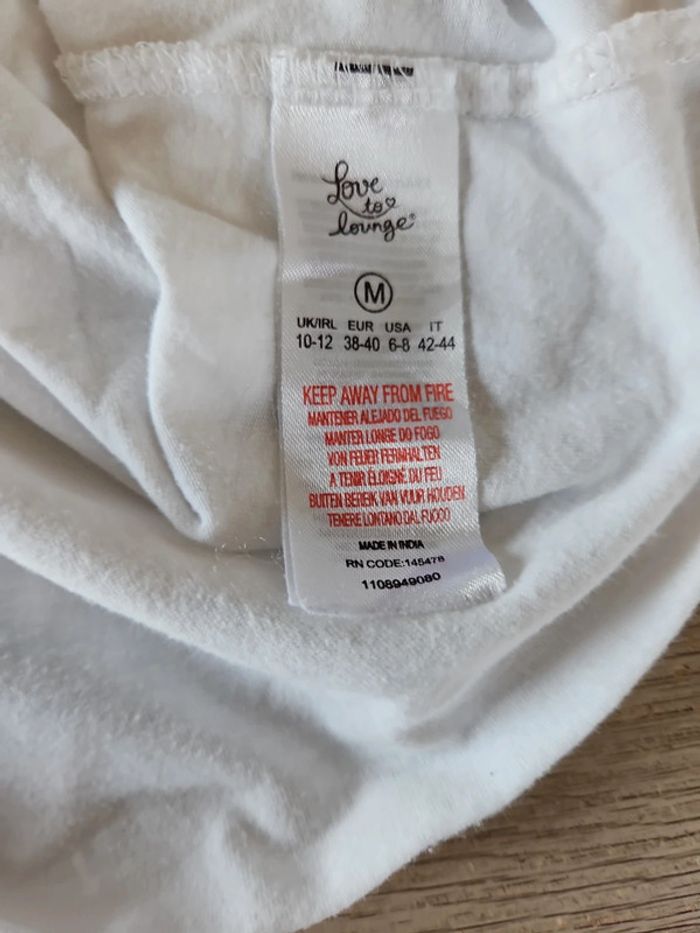 Love
to
lounge®
M
UK/IRL EUR USA IT
10-12 38-40 6-8 42-44
KEEP AWAY FROM FIRE
MANTENER ALEJADO DEL FUEGO
MANTER LONGE DO FOGO
VON FEUER FERNHALTEN
A TENIR ÉLOIGNÉ DU FEU
BUITEN BEREIK VAN VUUR HOUDEN
TENERE LONTANO DAL FUOCO
MADE IN INDIA
RN CODE:145478
1108949080